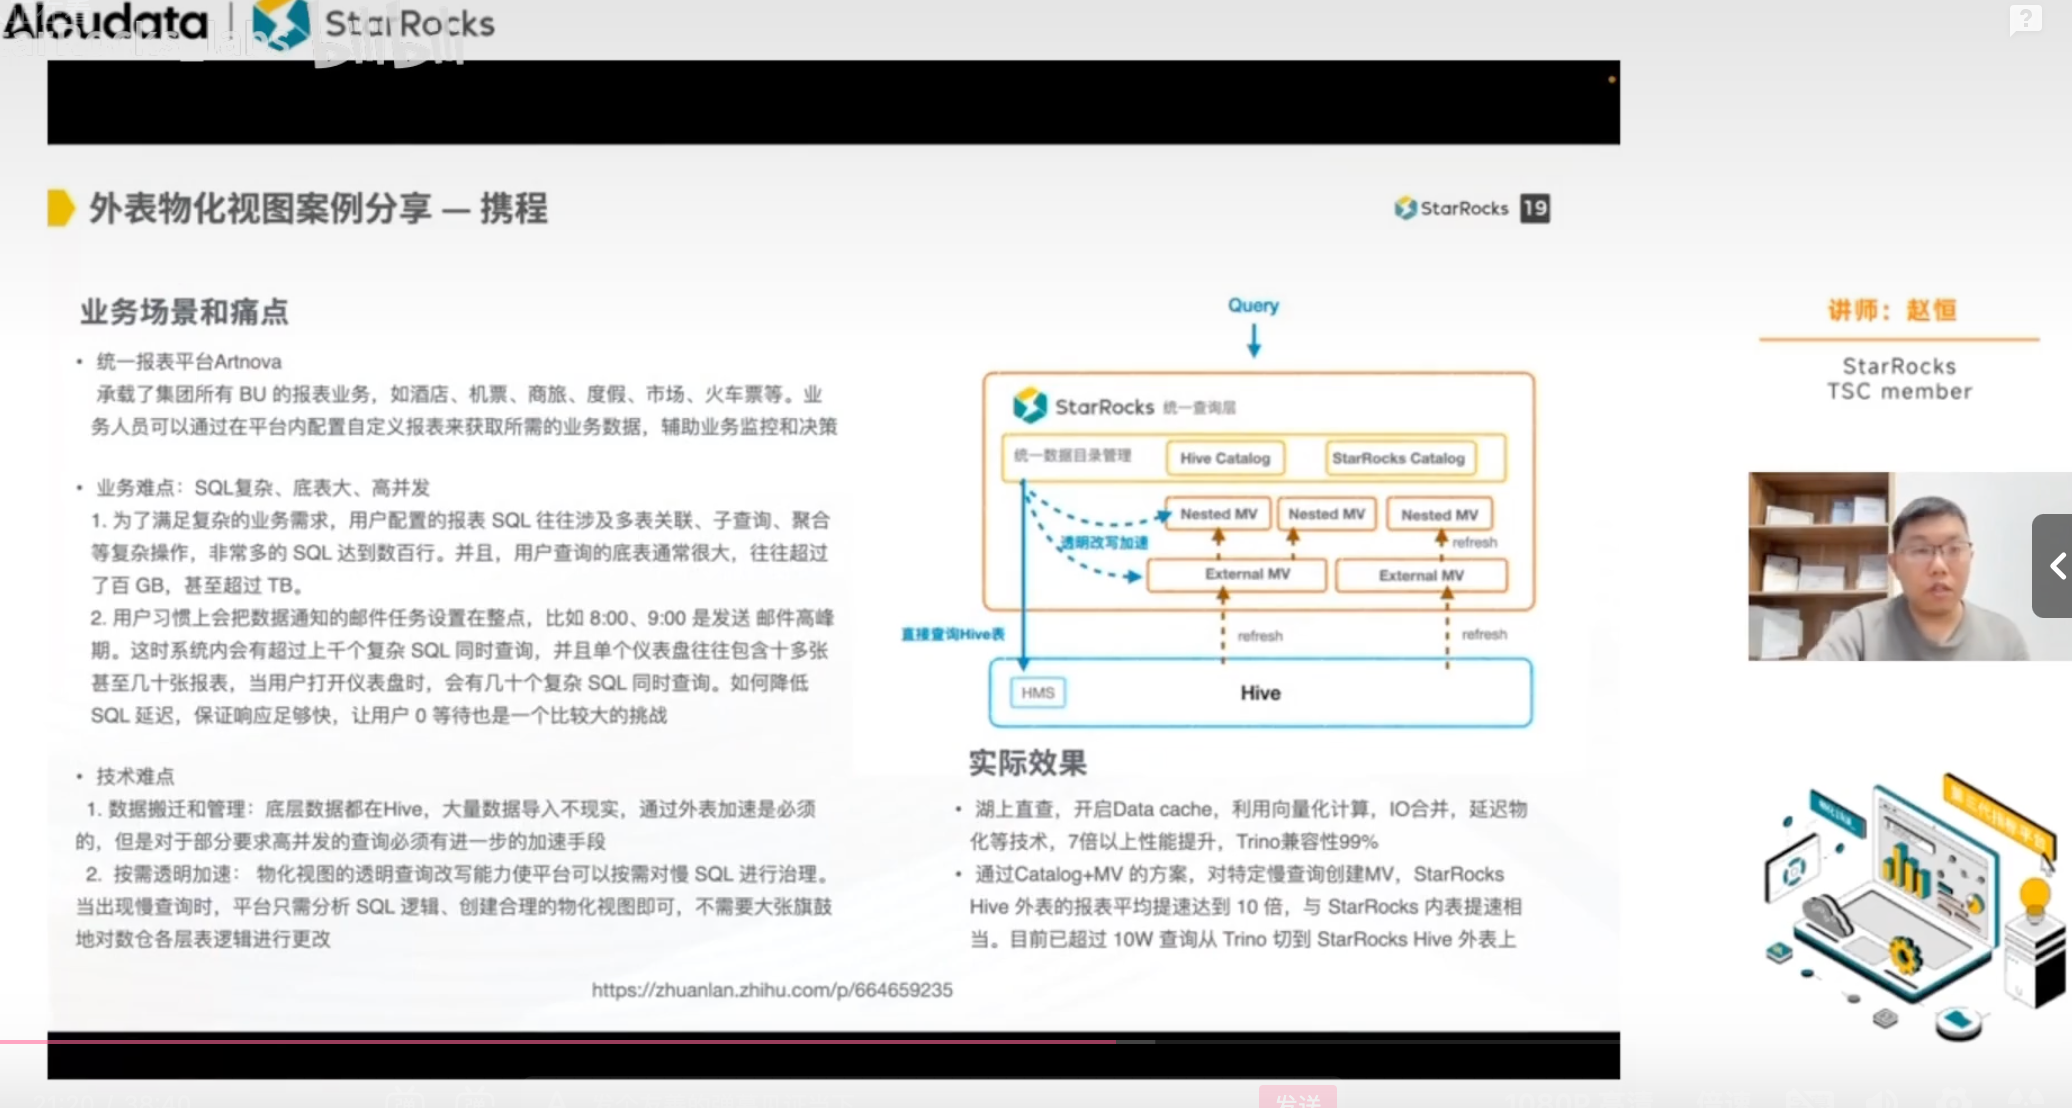 Aloudata | StarRocks
StarRocks_labs
bilibili
外表物化视图案例分享 — 携程
StarRocks 19
业务场景和痛点
• 统一报表平台Artnova
承载了集团所有 BU 的报表业务，如酒店、机票、商旅、度假、市场、火车票等。业
务人员可以通过在平台内配置自定义报表来获取所需的业务数据，辅助业务监控和决策
• 业务难点：SQL复杂、底表大、高并发
1. 为了满足复杂的业务需求，用户配置的报表 SQL 往往涉及多表关联、子查询、聚合
等复杂操作，非常多的 SQL 达到数百行。并且，用户查询的底表通常很大，往往超过
了百 GB，甚至超过 TB。
2. 用户习惯上会把数据通知的邮件任务设置在整点，比如 8:00、9:00 是发送 邮件高峰
期。这时系统内会有超过上千个复杂 SQL 同时查询，并且单个仪表盘往往包含十多张
甚至几十张报表，当用户打开仪表盘时，会有几十个复杂 SQL 同时查询。如何降低
SQL 延迟，保证响应足够快，让用户 0 等待也是一个比较大的挑战
• 技术难点
1. 数据搬迁和管理：底层数据都在Hive，大量数据导入不现实，通过外表加速是必须
的，但是对于部分要求高并发的查询必须有进一步的加速手段
2. 按需透明加速： 物化视图的透明查询改写能力使平台可以按需对慢 SQL 进行治理。
当出现慢查询时，平台只需分析 SQL 逻辑、创建合理的物化视图即可，不需要大张旗鼓
地对数仓各层表逻辑进行更改
Query
StarRocks 统一查询层
统一数据目录管理 Hive Catalog StarRocks Catalog
Nested MV Nested MV Nested MV
透明改写加速 refresh
External MV External MV
直接查询Hive表 refresh refresh
HMS Hive
实际效果
• 湖上直查，开启Data cache，利用向量化计算，IO合并，延迟物
化等技术，7倍以上性能提升，Trino兼容性99%
• 通过Catalog+MV 的方案，对特定慢查询创建MV，StarRocks
Hive 外表的报表平均提速达到 10 倍，与 StarRocks 内表提速相
当。目前已超过 10W 查询从 Trino 切到 StarRocks Hive 外表上
https://zhuanlan.zhihu.com/p/664659235
讲师：赵恒
StarRocks
TSC member
第三代指标平台
发送